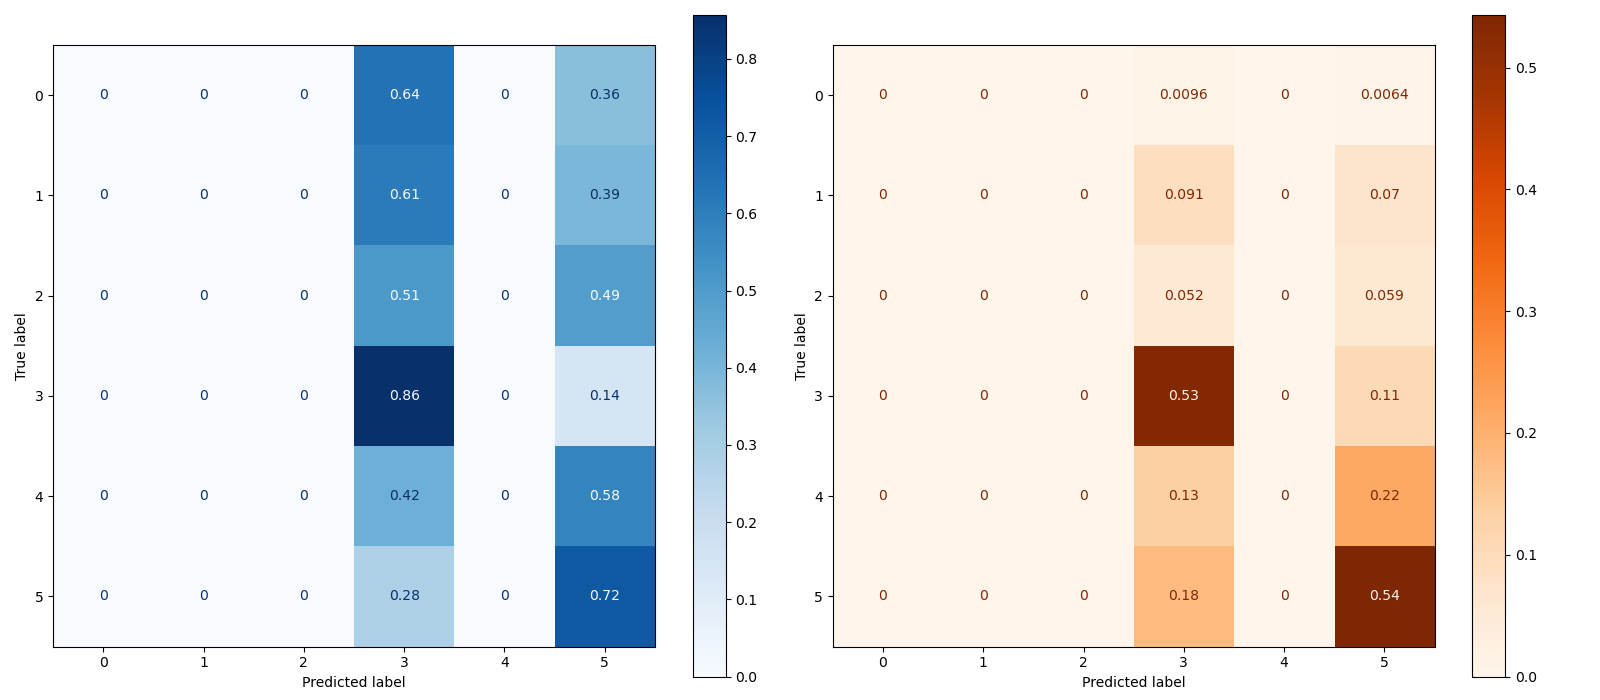 0 0 0 0 0.64 0 0.36
1 0 0 0 0.61 0 0.39
2 0 0 0 0.51 0 0.49
3 0 0 0 0.86 0 0.14
4 0 0 0 0.42 0 0.58
5 0 0 0 0.28 0 0.72
0 1 2 3 4 5
True label
Predicted label
0.8
0.7
0.6
0.5
0.4
0.3
0.2
0.1
0.0
0 0 0 0 0.0096 0 0.0064
1 0 0 0 0.091 0 0.07
2 0 0 0 0.052 0 0.059
3 0 0 0 0.53 0 0.11
4 0 0 0 0.13 0 0.22
5 0 0 0 0.18 0 0.54
0 1 2 3 4 5
True label
Predicted label
0.5
0.4
0.3
0.2
0.1
0.0